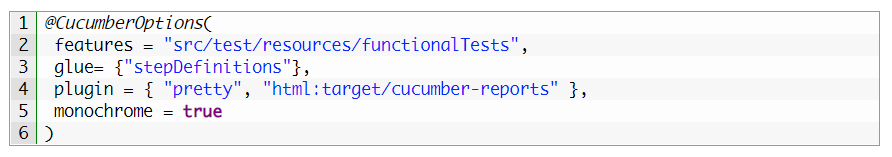 1 @CucumberOptions(
2 features = "src/test/resources/functionalTests",
3 glue= {"stepDefinitions"},
4 plugin = { "pretty", "html:target/cucumber-reports" },
5 monochrome = true
6 )